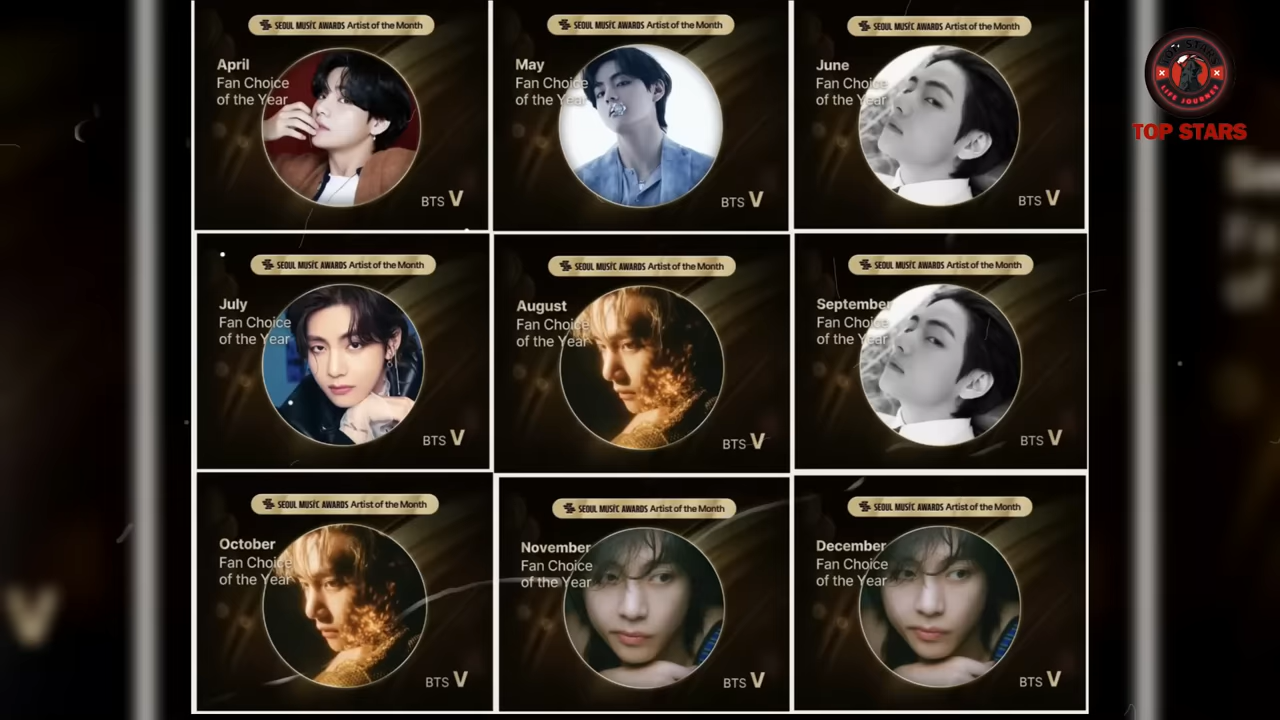 SEOUL MUSIC AWARDS Artist of the Month
April
Fan Choice
of the Year
BTS V
SEOUL MUSIC AWARDS Artist of the Month
May
Fan Choice
of the Year
BTS V
SEOUL MUSIC AWARDS Artist of the Month
June
Fan Choice
of the Year
BTS V
TOP STARS
LIFE JOURNEY
TOP STARS
SEOUL MUSIC AWARDS Artist of the Month
July
Fan Choice
of the Year
BTS V
SEOUL MUSIC AWARDS Artist of the Month
August
Fan Choice
of the Year
BTS V
SEOUL MUSIC AWARDS Artist of the Month
September
Fan Choice
of the Year
BTS V
SEOUL MUSIC AWARDS Artist of the Month
October
Fan Choice
of the Year
BTS V
SEOUL MUSIC AWARDS Artist of the Month
November
Fan Choice
of the Year
BTS V
SEOUL MUSIC AWARDS Artist of the Month
December
Fan Choice
of the Year
BTS V
V